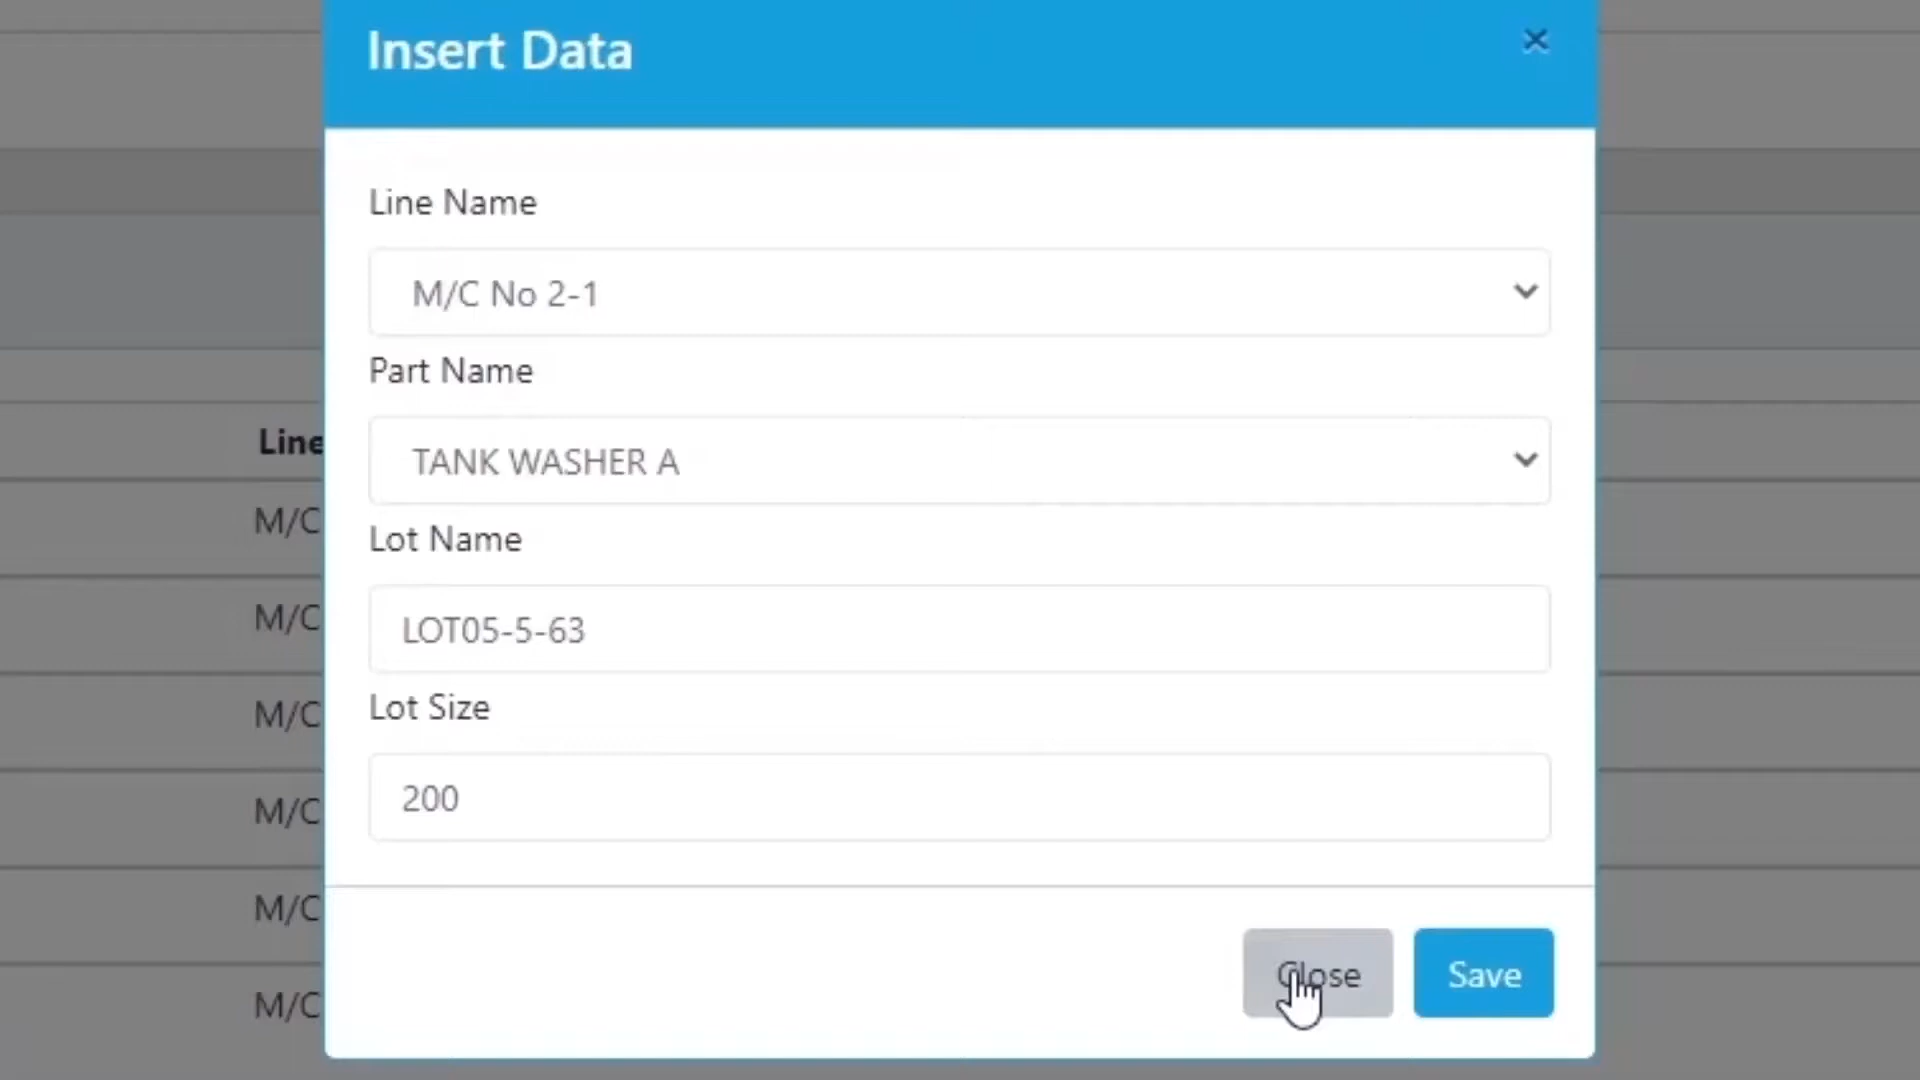 Insert Data
×
Line Name
M/C No 2-1
Part Name
TANK WASHER A
Lot Name
LOT05-5-63
Lot Size
200
Close
Save
Line
M/C
M/C
M/C
M/C
M/C
M/C